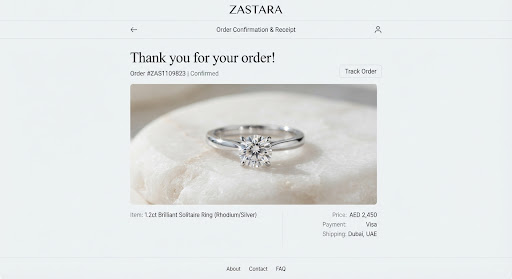 ZASTARA
Order Confirmation & Receipt
Thank you for your order!
Order #ZAS1109823 | Confirmed
Track Order
Item: 1.2ct Brilliant Solitaire Ring (Rhodium/Silver)
Price: AED 2,450
Payment: Visa
Shipping: Dubai, UAE
About Contact FAQ